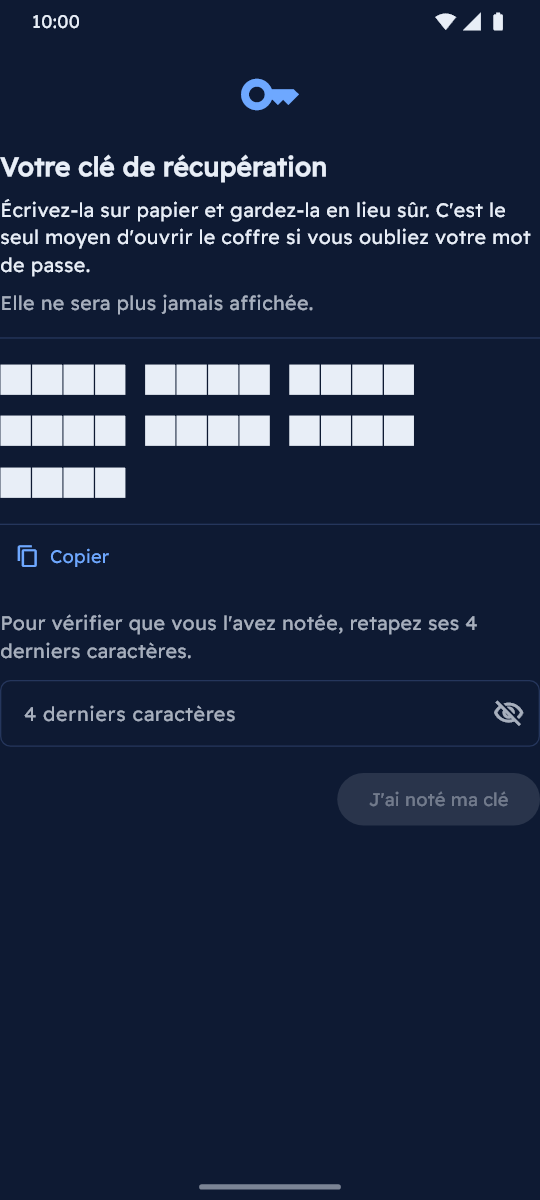 10:00
Votre clé de récupération
Écrivez-la sur papier et gardez-la en lieu sûr. C'est le
seul moyen d'ouvrir le coffre si vous oubliez votre mot
de passe.
Elle ne sera plus jamais affichée.
Copier
Pour vérifier que vous l'avez notée, retapez ses 4
derniers caractères.
4 derniers caractères
J'ai noté ma clé